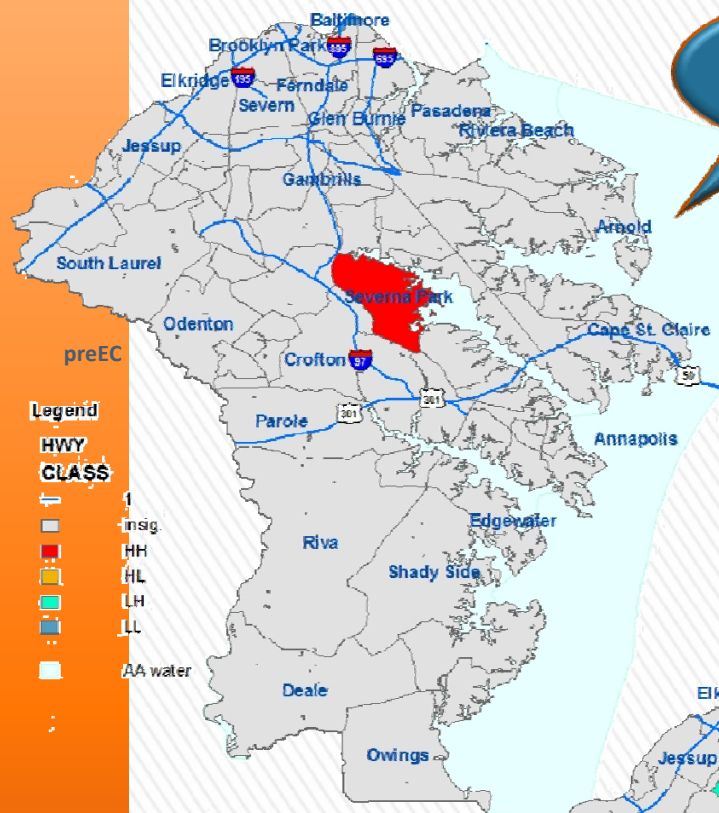 Baltimore
Brooklyn Park
695
695
Elkridge
195
Ferndale
Severn
Glen Burnie
Pasadena
Riviera Beach
Jessup
Gambrills
Arnold
South Laurel
Severna Park
Odenton
Cape St. Claire
preEC
Crofton
97
50
301
301
Parole
Annapolis
Legend
HWY
CLASS
1
insig.
HH
HL
LH
LL
AA water
Edgewater
Riva
Shady Side
Deale
Owings
Elk
Jessup